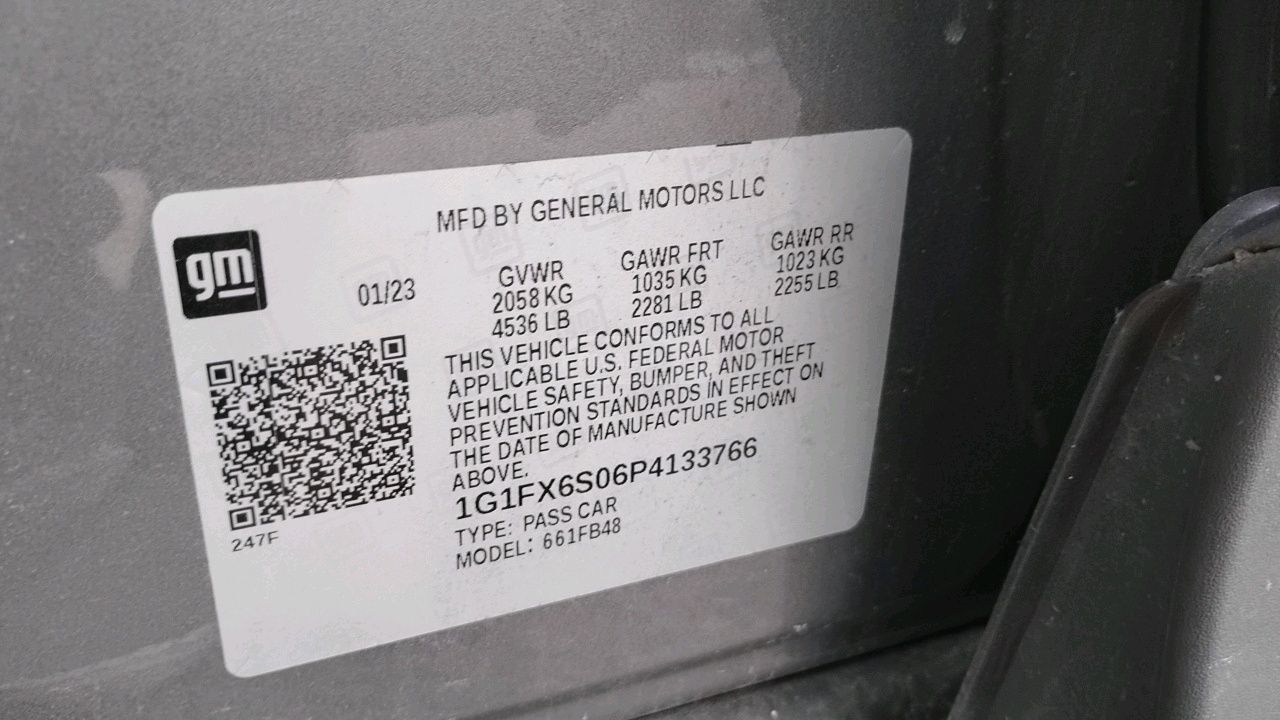 MFD BY GENERAL MOTORS LLC
gm
01/23
GVWR
2058 KG
4536 LB
GAWR FRT
1035 KG
2281 LB
GAWR RR
1023 KG
2255 LB
THIS VEHICLE CONFORMS TO ALL
APPLICABLE U.S. FEDERAL MOTOR
VEHICLE SAFETY, BUMPER, AND THEFT
PREVENTION STANDARDS IN EFFECT ON
THE DATE OF MANUFACTURE SHOWN
ABOVE.
1G1FX6S06P4133766
TYPE: PASS CAR
MODEL: 661FB48
247F